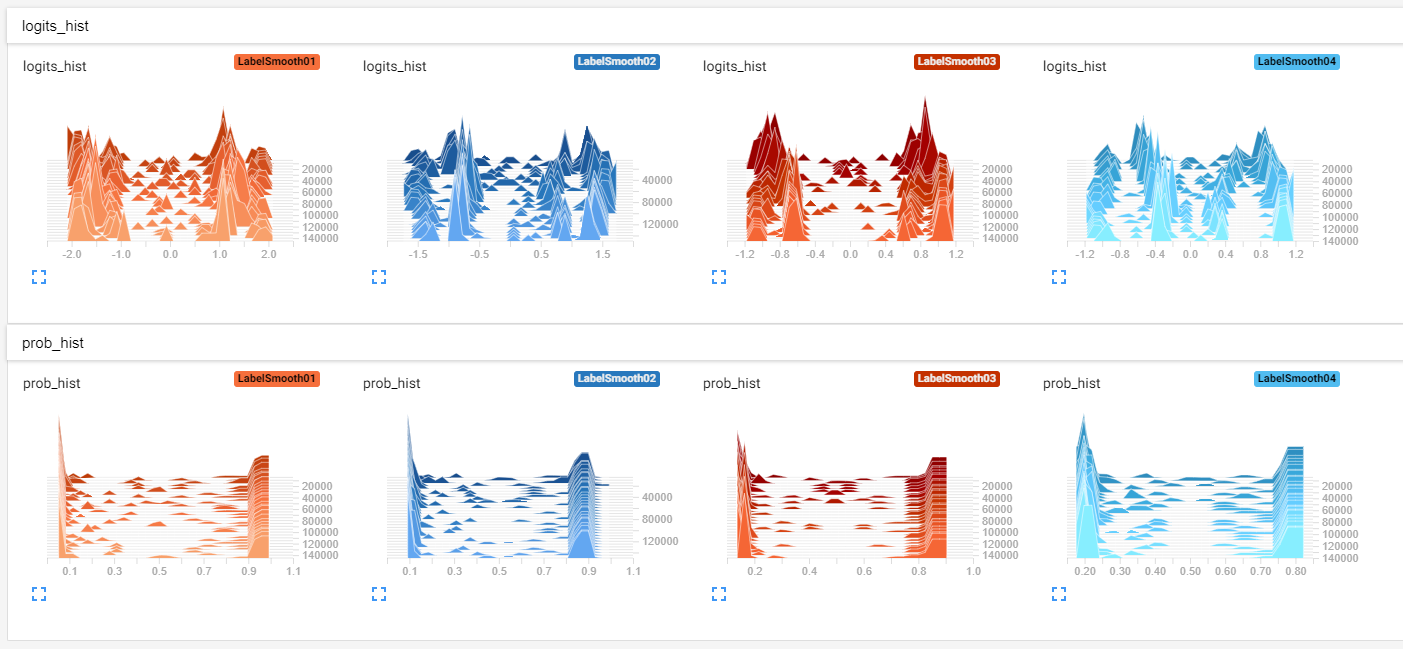 logits_hist
logits_hist LabelSmooth01 logits_hist LabelSmooth02 logits_hist LabelSmooth03 logits_hist LabelSmooth04
20000 20000 20000
40000 40000 40000 40000
60000 60000 60000
80000 80000 80000 80000
100000 100000 100000
120000 120000 120000 120000
140000 140000 140000
-2.0 -1.0 0.0 1.0 2.0 -1.5 -0.5 0.5 1.5 -1.2 -0.8 -0.4 0.0 0.4 0.8 1.2 -1.2 -0.8 -0.4 0.0 0.4 0.8 1.2
prob_hist
prob_hist LabelSmooth01 prob_hist LabelSmooth02 prob_hist LabelSmooth03 prob_hist LabelSmooth04
20000 20000 20000
40000 40000 40000 40000
60000 60000 60000
80000 80000 80000 80000
100000 100000 100000
120000 120000 120000 120000
140000 140000 140000
0.1 0.3 0.5 0.7 0.9 1.1 0.1 0.3 0.5 0.7 0.9 1.1 0.2 0.4 0.6 0.8 1.0 0.20 0.30 0.40 0.50 0.60 0.70 0.80